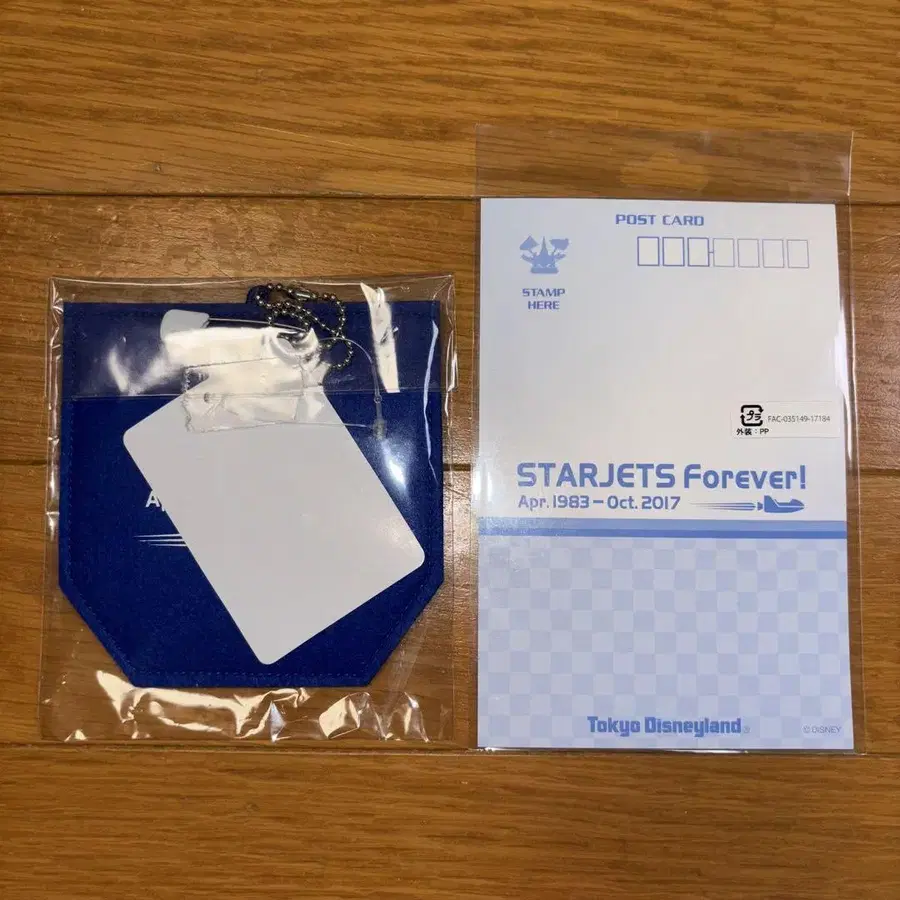 POST CARD
STAMP
HERE
プラ
外装：PP
FAC-035149-17184
STARJETS Forever!
Apr. 1983 – Oct. 2017
Tokyo Disneyland®
© DISNEY